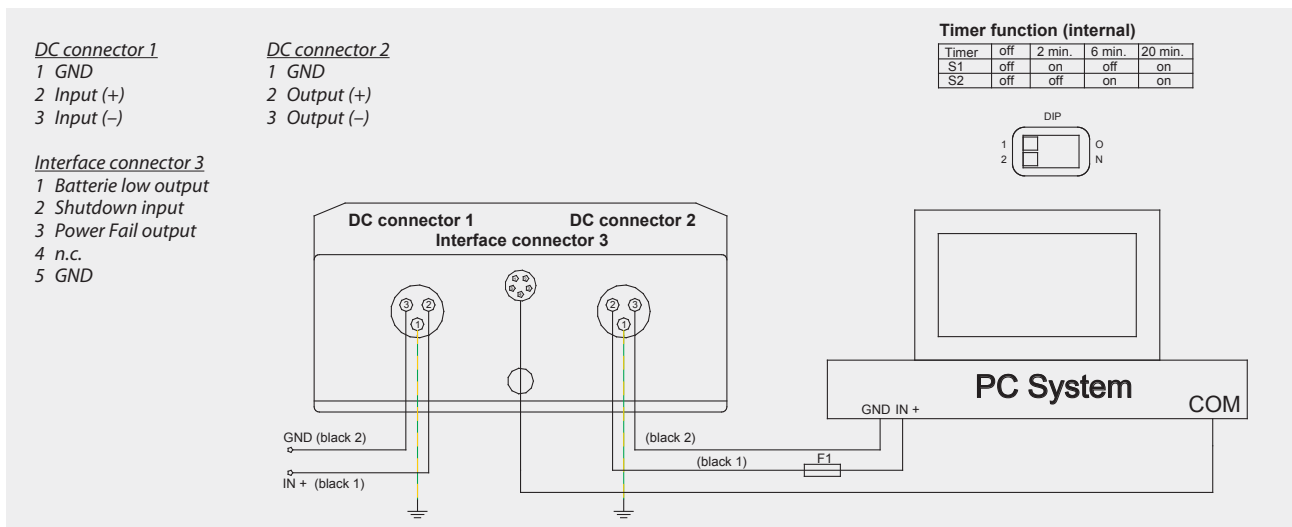 DC connector 1
1 GND
2 Input (+)
3 Input (–)
DC connector 2
1 GND
2 Output (+)
3 Output (–)
Interface connector 3
1 Batterie low output
2 Shutdown input
3 Power Fail output
4 n.c.
5 GND
Timer function (internal)
Timer off 2 min. 6 min. 20 min.
S1 off on off on
S2 off off on on
DIP
1 O
2 N
DC connector 1 DC connector 2
Interface connector 3
3 2
1
2 3
1
PC System
GND IN + COM
GND (black 2)
IN + (black 1)
(black 2)
(black 1) F1